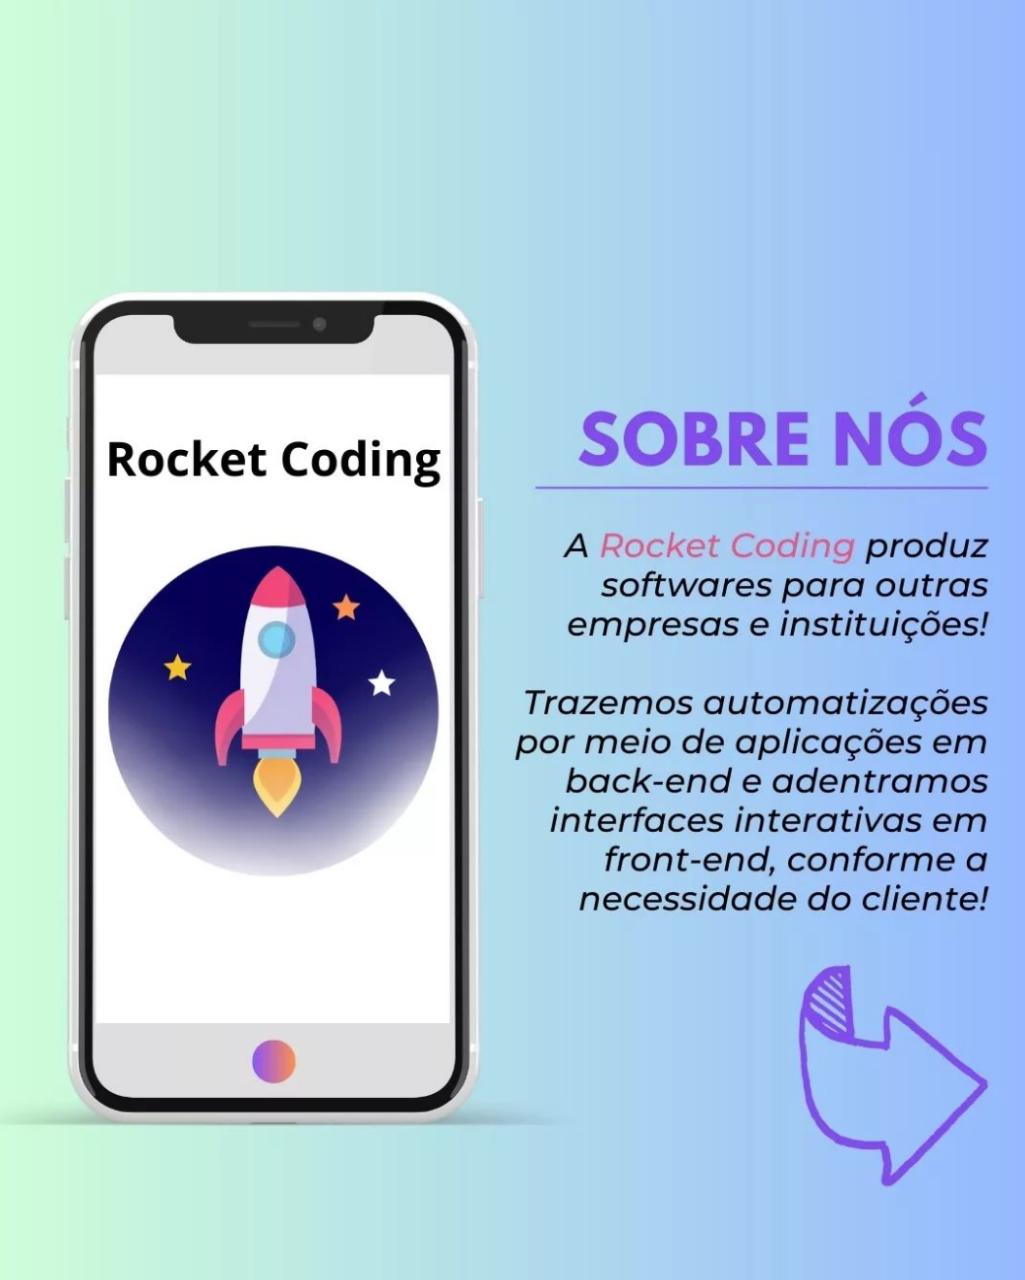 Rocket Coding
SOBRE NÓS
A Rocket Coding produz
softwares para outras
empresas e instituições!
Trazemos automatizações
por meio de aplicações em
back-end e adentramos
interfaces interativas em
front-end, conforme a
necessidade do cliente!